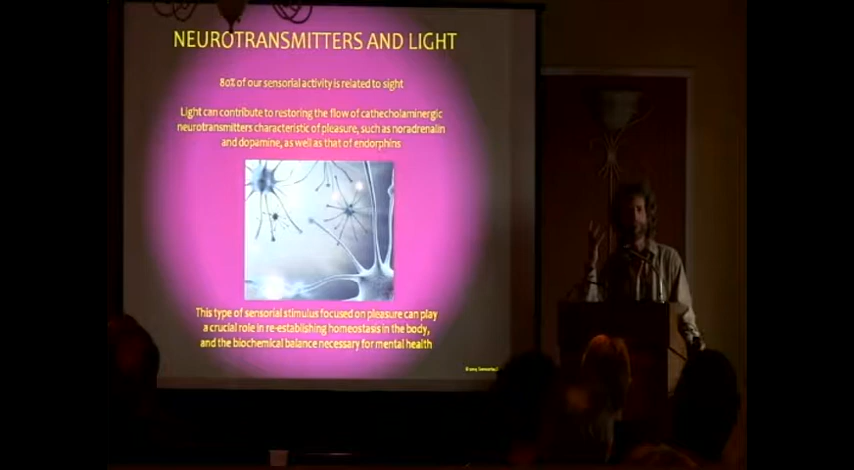 NEUROTRANSMITTERS AND LIGHT
80% of our sensorial activity is related to sight
Light can contribute to restoring the flow of cathecholaminergic
neurotransmitters characteristic of pleasure, such as noradrenalin
and dopamine, as well as that of endorphins
This type of sensorial stimulus focused on pleasure can play
a crucial role in re-establishing homeostasis in the body,
and the biochemical balance necessary for mental health